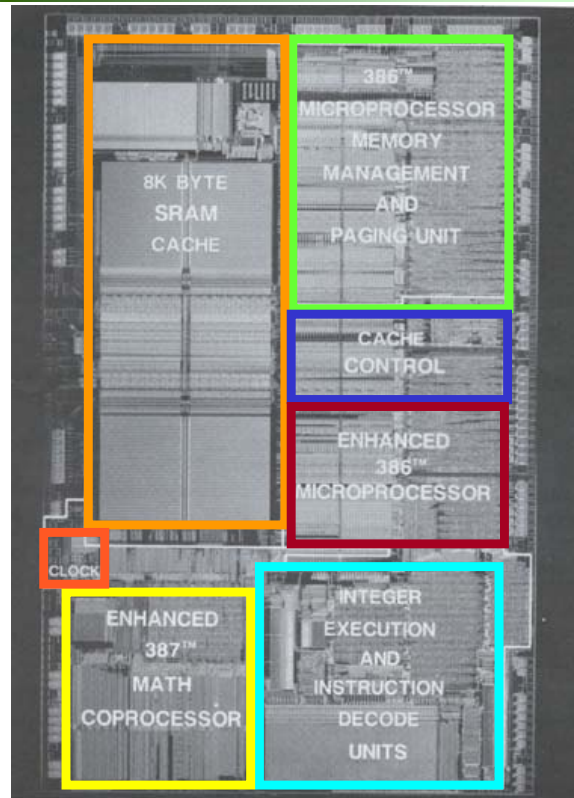 8K BYTE
SRAM
CACHE
386™
MICROPROCESSOR
MEMORY
MANAGEMENT
AND
PAGING UNIT
CACHE
CONTROL
ENHANCED
386™
MICROPROCESSOR
CLOCK
ENHANCED
387™
MATH
COPROCESSOR
INTEGER
EXECUTION
AND
INSTRUCTION
DECODE
UNITS